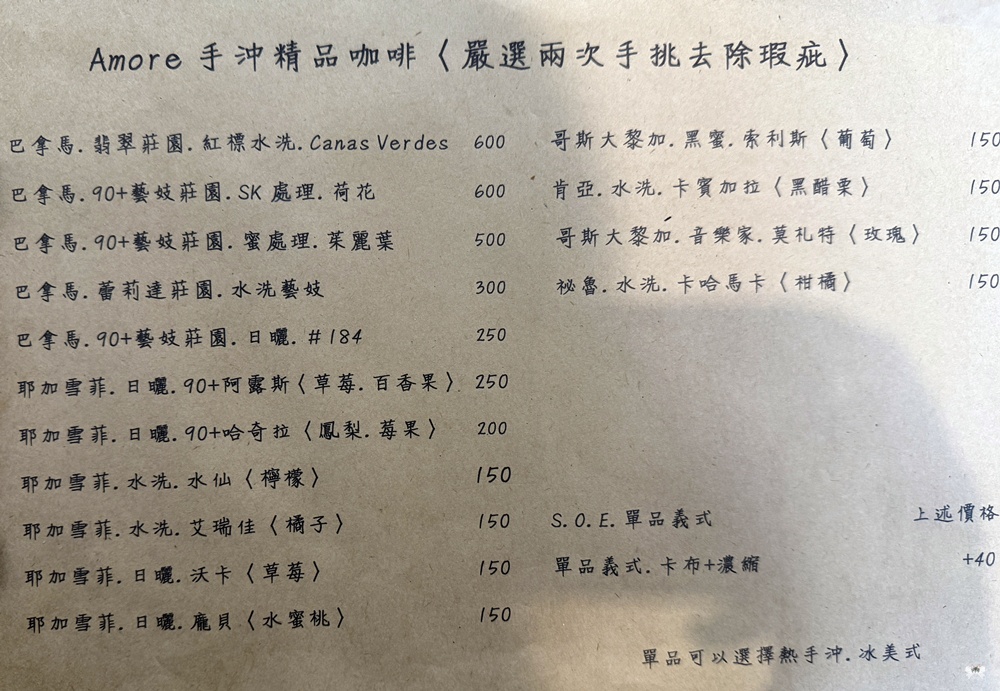 Amore 手沖精品咖啡〈嚴選兩次手挑去除瑕疵〉
巴拿馬.翡翠莊園.紅標水洗.Canas Verdes 600
巴拿馬.90+藝妓莊園.SK 處理.荷花 600
巴拿馬.90+藝妓莊園.蜜處理.茱麗葉 500
巴拿馬.蕾莉達莊園.水洗藝妓 300
巴拿馬.90+藝妓莊園.日曬.#184 250
耶加雪菲.日曬.90+阿露斯〈草莓.百香果〉 250
耶加雪菲.日曬.90+哈奇拉〈鳳梨.莓果〉 200
耶加雪菲.水洗.水仙〈檸檬〉 150
耶加雪菲.水洗.艾瑞佳〈橘子〉 150
耶加雪菲.日曬.沃卡〈草莓〉 150
耶加雪菲.日曬.龐貝〈水蜜桃〉 150
哥斯大黎加.黑蜜.索利斯〈葡萄〉 150
肯亞.水洗.卡賓加拉〈黑醋栗〉 150
哥斯大黎加.音樂家.莫札特〈玫瑰〉 150
祕魯.水洗.卡哈馬卡〈柑橘〉 150
S.O.E.單品義式 上述價格
單品義式.卡布+濃縮 +40
單品可以選擇熱手沖.冰美式